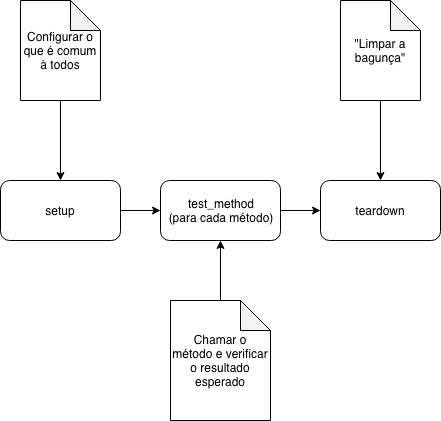 Configurar o
que é comum
à todos
"Limpar a
bagunça"
setup
test_method
(para cada método)
teardown
Chamar o
método e verificar
o resultado
esperado